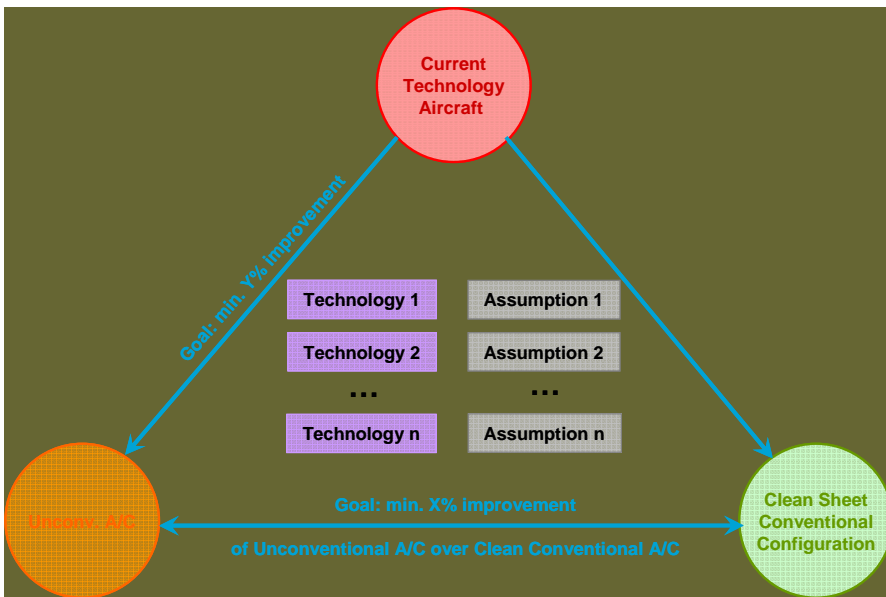 Current
Technology
Aircraft
Goal: min. Y% improvement
Technology 1
Assumption 1
Technology 2
Assumption 2
...
...
Technology n
Assumption n
Unconv. A/C
Goal: min. X% improvement
of Unconventional A/C over Clean Conventional A/C
Clean Sheet
Conventional
Configuration